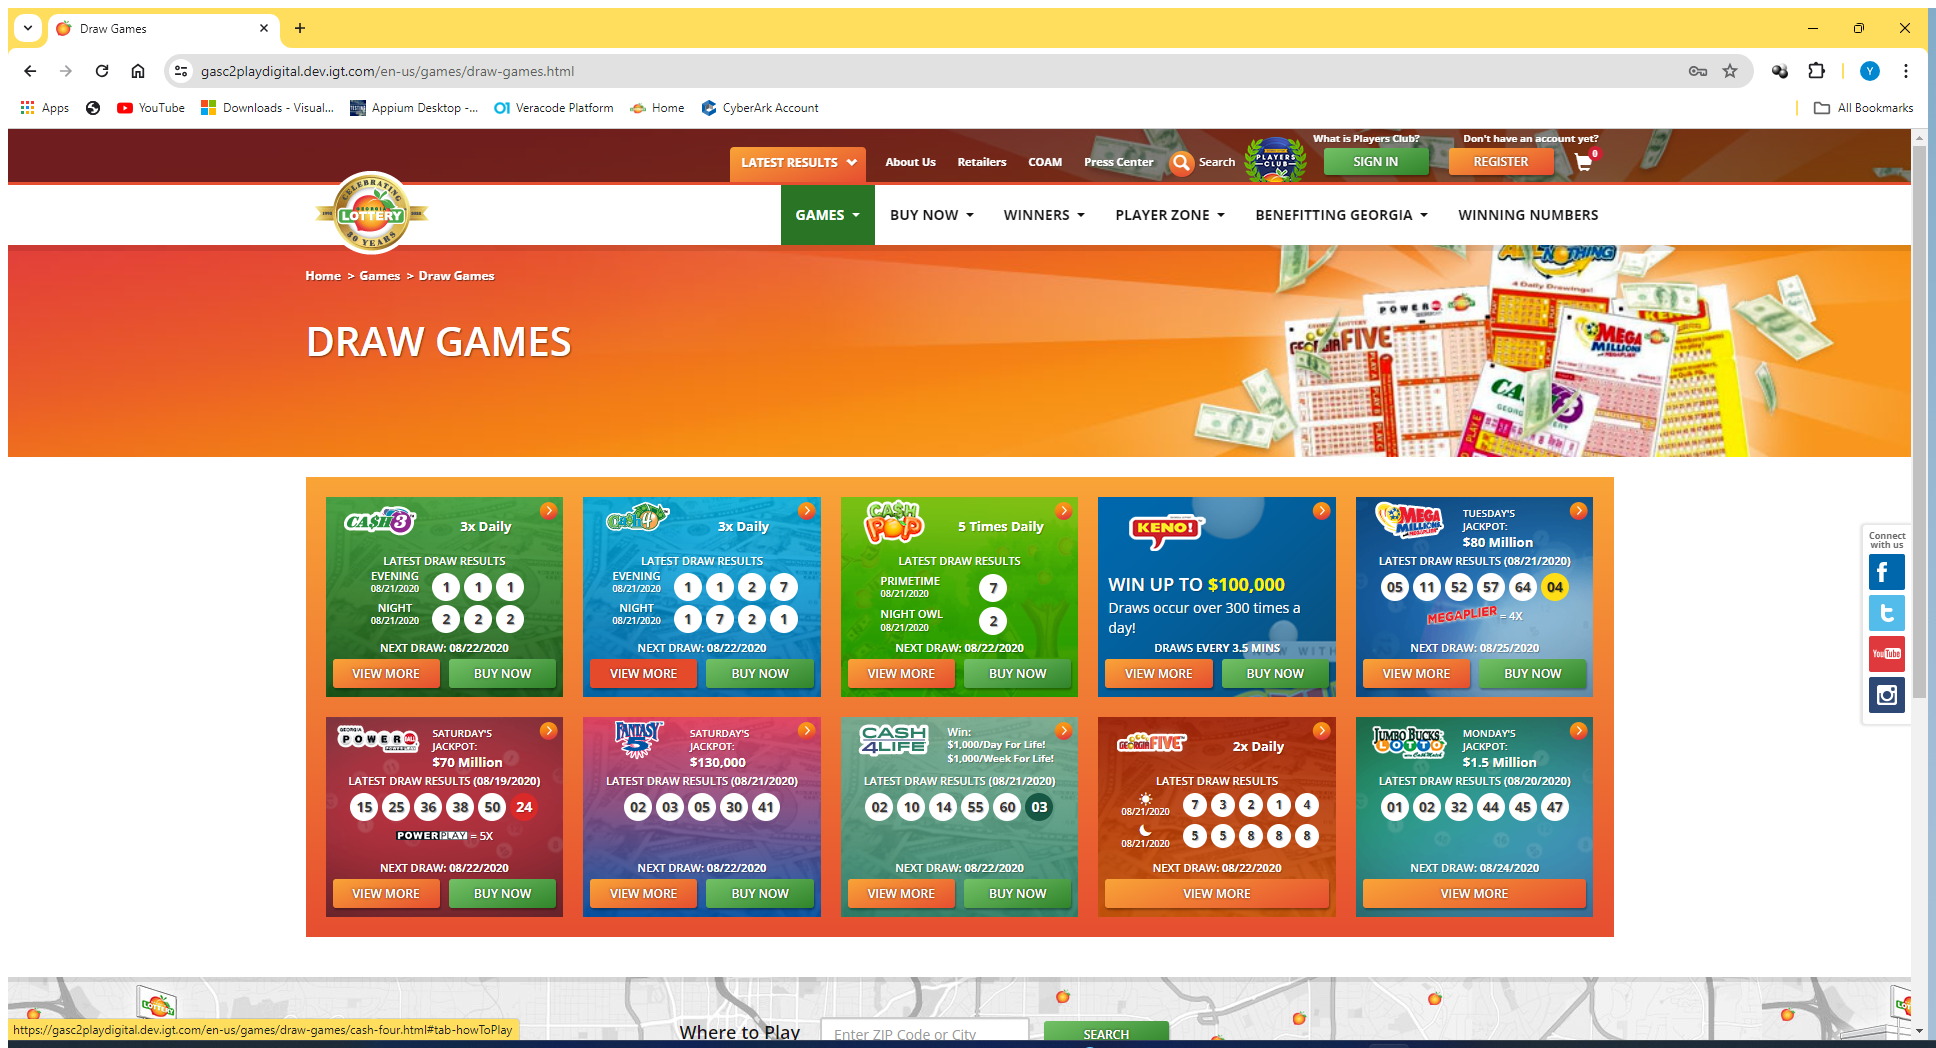 Draw Games
gasc2playdigital.dev.igt.com/en-us/games/draw-games.html
Apps
YouTube
Downloads - Visual...
Appium Desktop -...
Veracode Platform
Home
CyberArk Account
All Bookmarks
What is Players Club?
Don't have an account yet?
LATEST RESULTS
About Us
Retailers
COAM
Press Center
Search
PLAYERS
CLUB
SIGN IN
REGISTER
0
CELEBRATING
GEORGIA
LOTTERY
30 YEARS
GAMES
BUY NOW
WINNERS
PLAYER ZONE
BENEFITTING GEORGIA
WINNING NUMBERS
Home > Games > Draw Games
DRAW GAMES
4 Daily Drawings!
POWER
FIVE
KENO
MEGA
MILLIONS
CA$H 3
3x Daily
LATEST DRAW RESULTS
EVENING
08/21/2020
1 1 1
NIGHT
08/21/2020
2 2 2
NEXT DRAW: 08/22/2020
VIEW MORE
BUY NOW
Cash 4
3x Daily
LATEST DRAW RESULTS
EVENING
08/21/2020
1 1 2 7
NIGHT
08/21/2020
1 7 2 1
NEXT DRAW: 08/22/2020
VIEW MORE
BUY NOW
CA$H
POP
5 Times Daily
LATEST DRAW RESULTS
PRIMETIME
08/21/2020
7
NIGHT OWL
08/21/2020
2
NEXT DRAW: 08/22/2020
VIEW MORE
BUY NOW
KENO!
WIN UP TO $100,000
Draws occur over 300 times a
day!
DRAWS EVERY 3.5 MINS
VIEW MORE
BUY NOW
MEGA
MILLIONS
MEGAPLIER
TUESDAY'S
JACKPOT:
$80 Million
LATEST DRAW RESULTS (08/21/2020)
05 11 52 57 64 04
MEGAPLIER = 4X
NEXT DRAW: 08/25/2020
VIEW MORE
BUY NOW
GEORGIA
POWERBALL
POWER PLAY
SATURDAY'S
JACKPOT:
$70 Million
LATEST DRAW RESULTS (08/19/2020)
15 25 36 38 50 24
POWERPLAY = 5X
NEXT DRAW: 08/22/2020
VIEW MORE
BUY NOW
FANTASY
5
SATURDAY'S
JACKPOT:
$130,000
LATEST DRAW RESULTS (08/21/2020)
02 03 05 30 41
NEXT DRAW: 08/22/2020
VIEW MORE
BUY NOW
CASH
4LIFE
Win:
$1,000/Day For Life!
$1,000/Week For Life!
LATEST DRAW RESULTS (08/21/2020)
02 10 14 55 60 03
NEXT DRAW: 08/22/2020
VIEW MORE
BUY NOW
GEORGIA FIVE
2x Daily
LATEST DRAW RESULTS
08/21/2020
7 3 2 1 4
08/21/2020
5 5 8 8 8
NEXT DRAW: 08/22/2020
VIEW MORE
JUMBO BUCKS
LOTTO
MONDAY'S
JACKPOT:
$1.5 Million
LATEST DRAW RESULTS (08/20/2020)
01 02 32 44 45 47
NEXT DRAW: 08/24/2020
VIEW MORE
Connect
with us
You Tube
Where to Play
Enter ZIP Code or City
SEARCH
https://gasc2playdigital.dev.igt.com/en-us/games/draw-games/cash-four.html#tab-howToPlay